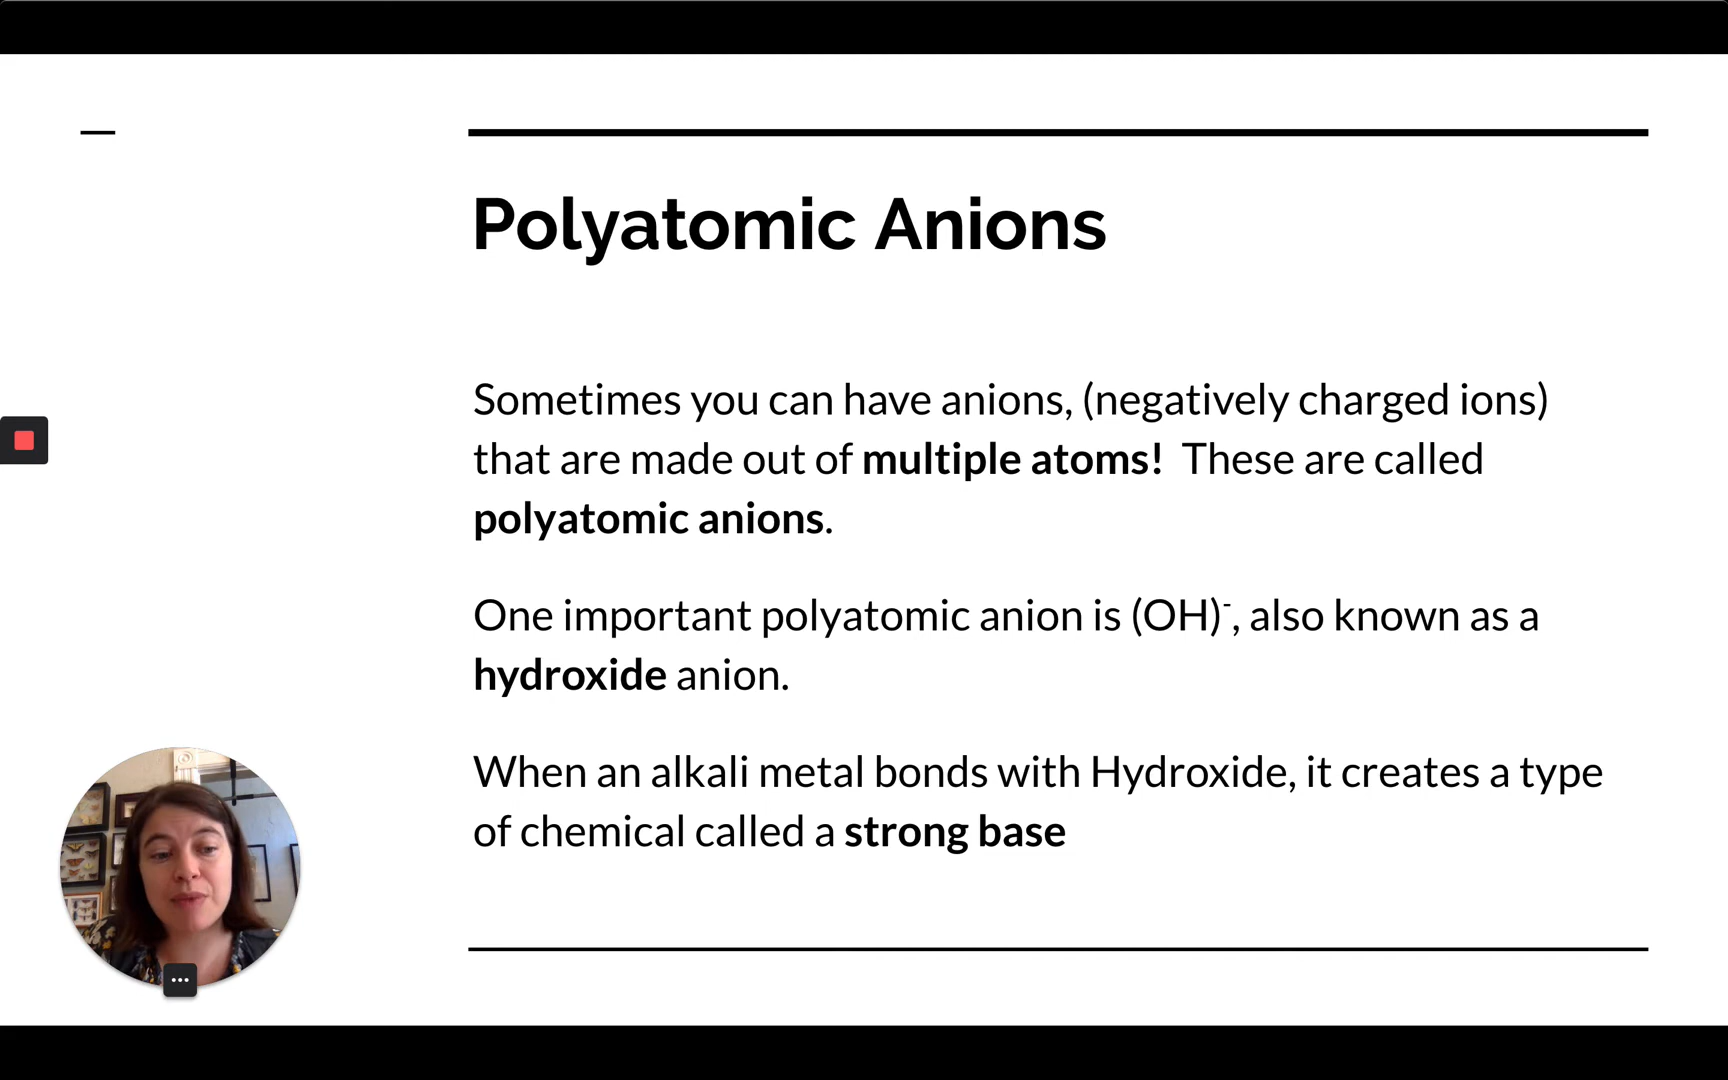 Polyatomic Anions
Sometimes you can have anions, (negatively charged ions)
that are made out of multiple atoms!  These are called
polyatomic anions.
One important polyatomic anion is (OH)⁻, also known as a
hydroxide anion.
When an alkali metal bonds with Hydroxide, it creates a type
of chemical called a strong base